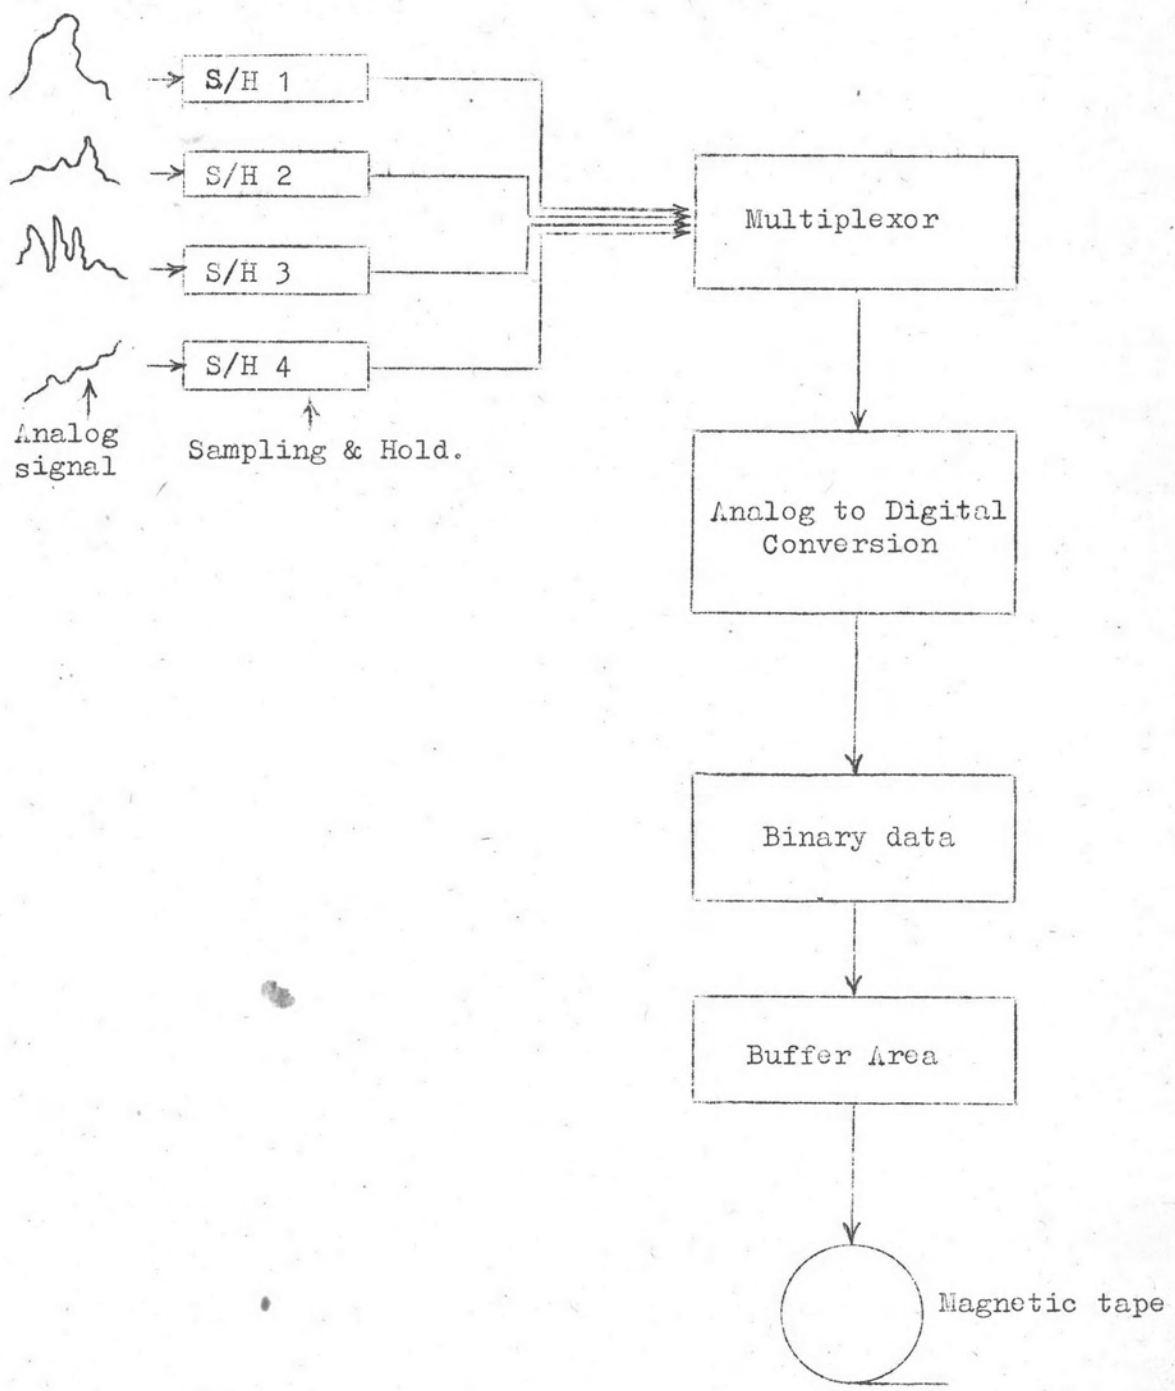 S/H 1
S/H 2
S/H 3
S/H 4
Analog
signal
Sampling & Hold.
Multiplexor
Analog to Digital
Conversion
Binary data
Buffer Area
Magnetic tape